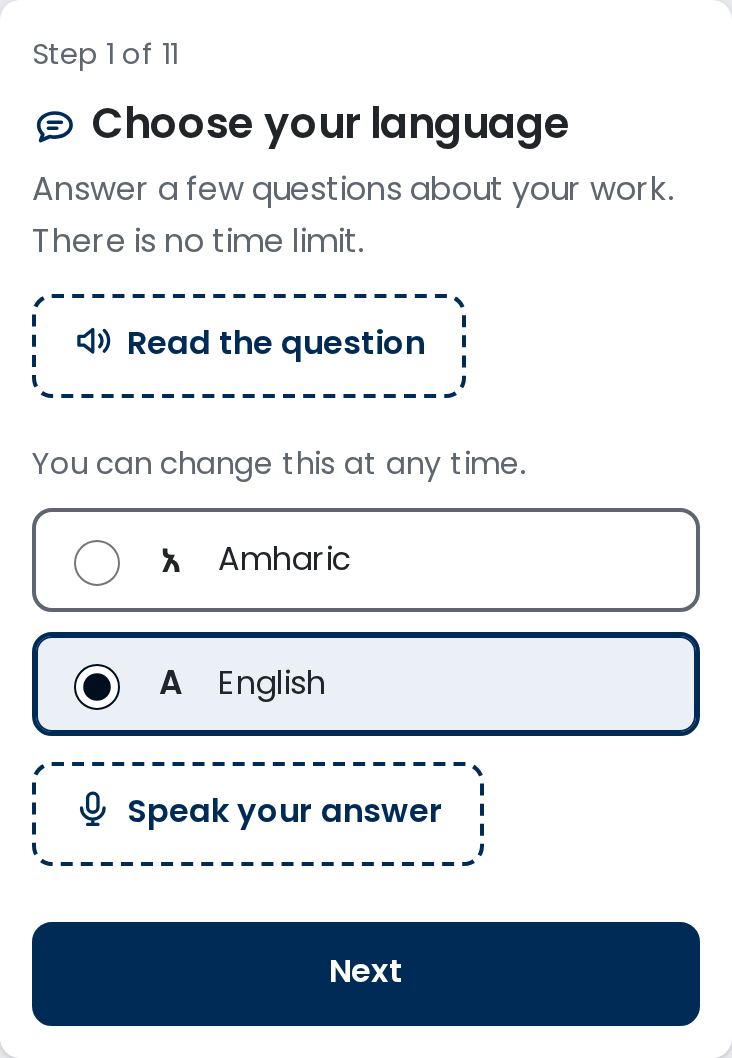 Step 1 of 11
Choose your language
Answer a few questions about your work.
There is no time limit.
Read the question
You can change this at any time.
አ Amharic
A English
Speak your answer
Next